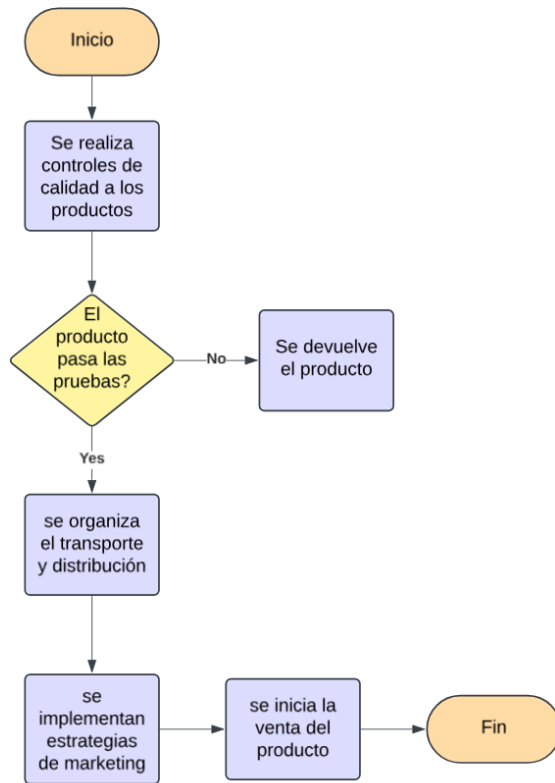 Inicio
Se realiza
controles de
calidad a los
productos
El
producto
pasa las
pruebas?
No
Se devuelve
el producto
Yes
se organiza
el transporte
y distribución
se
implementan
estrategias
de marketing
se inicia la
venta del
producto
Fin